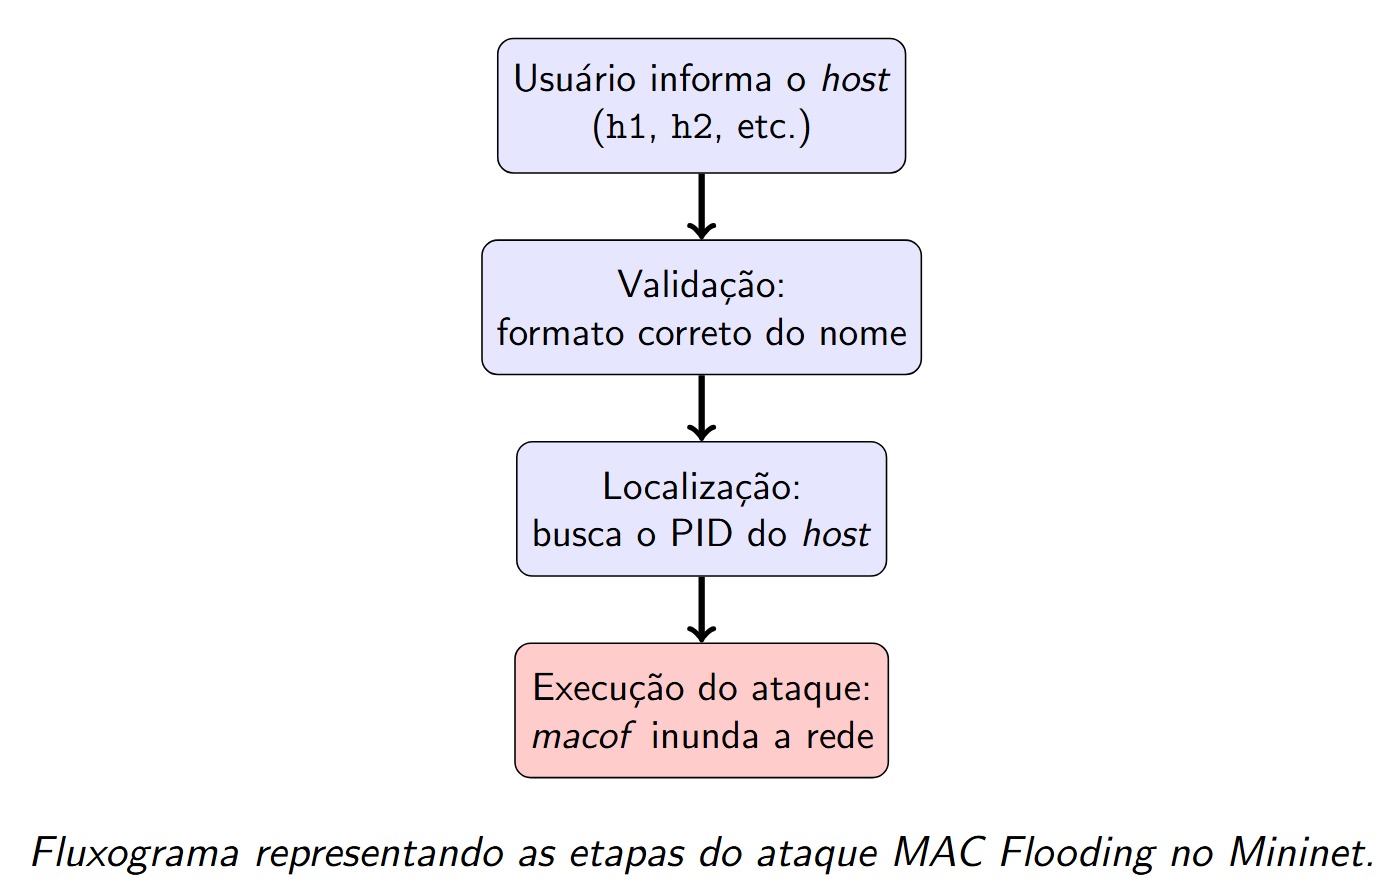 Usuário informa o host
(h1, h2, etc.)
Validação:
formato correto do nome
Localização:
busca o PID do host
Execução do ataque:
macof inunda a rede
Fluxograma representando as etapas do ataque MAC Flooding no Mininet.